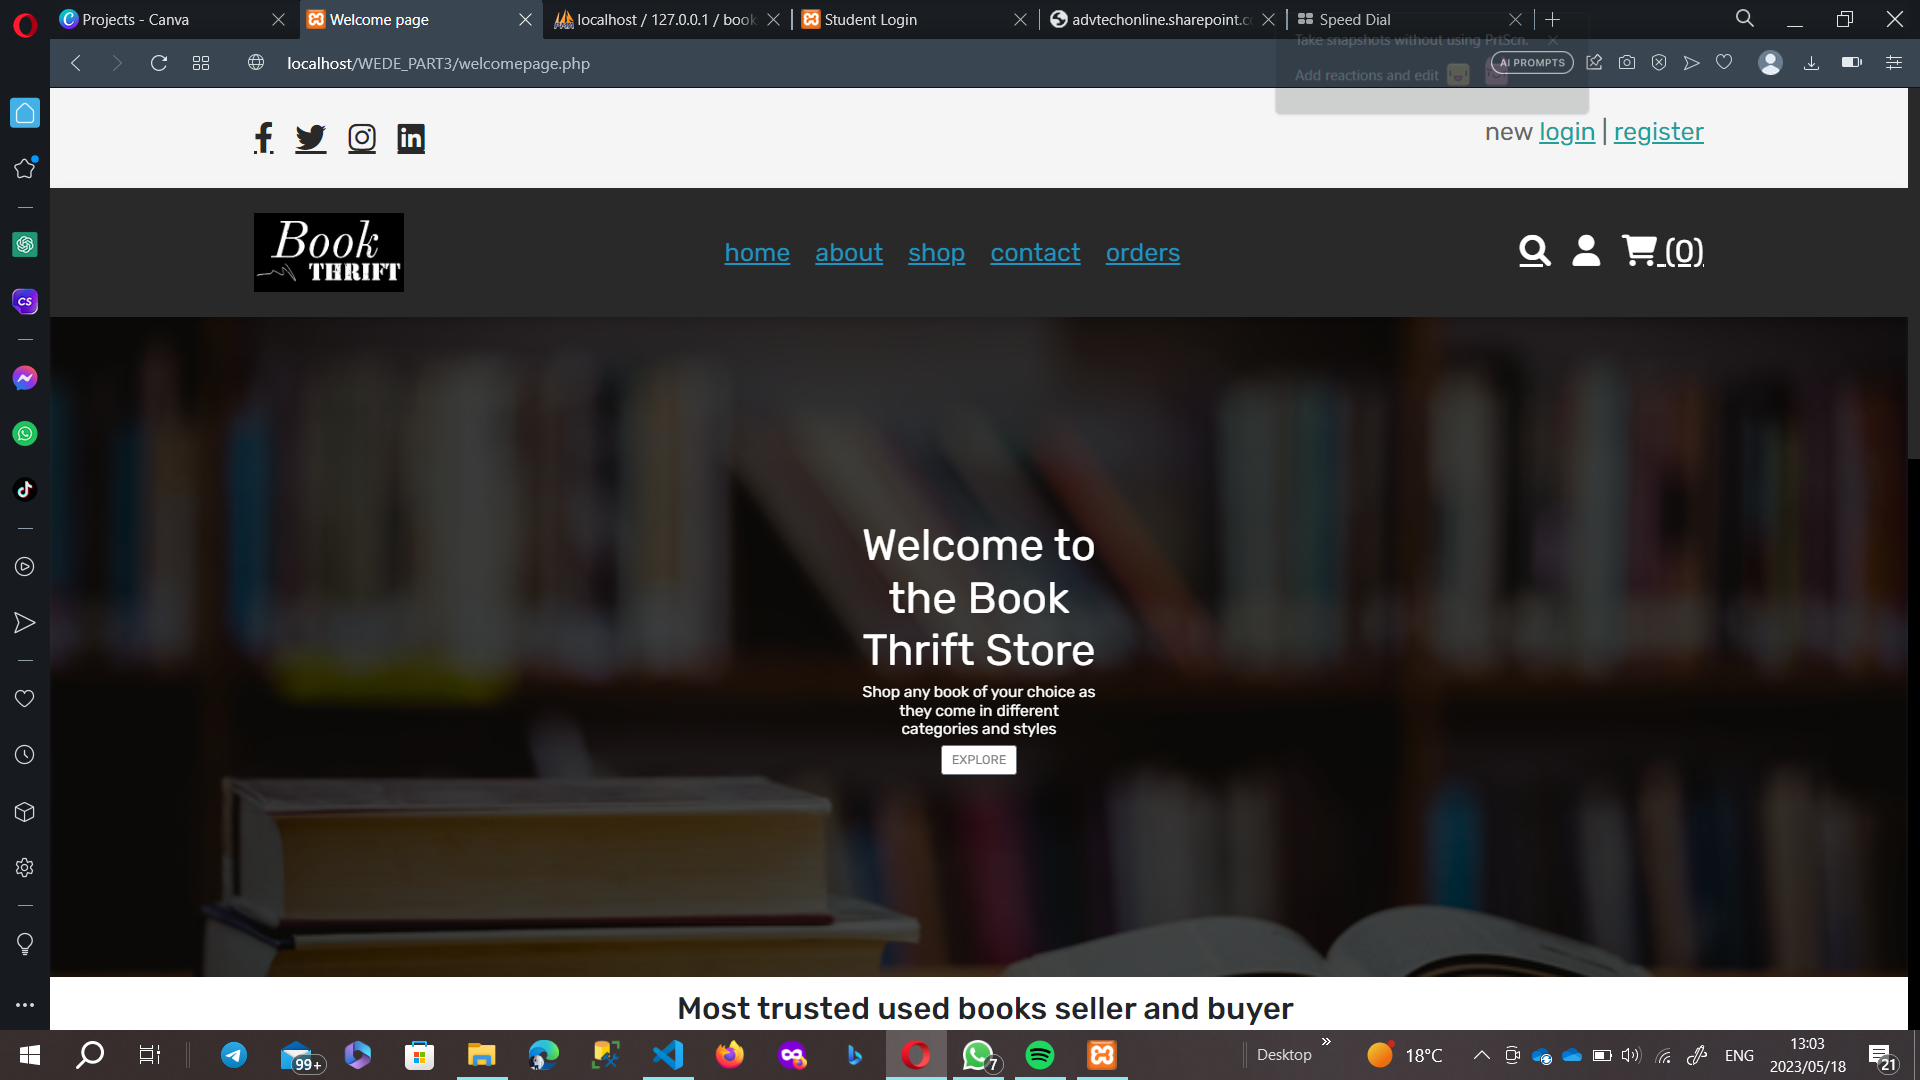 Projects - Canva
Welcome page
localhost / 127.0.0.1 / book
Student Login
advtechonline.sharepoint.c
Speed Dial
Take snapshots without using PrtScn.
localhost/WEDE_PART3/welcomepage.php
Add reactions and edit
AI PROMPTS
new login | register
Book
THRIFT
home about shop contact orders
(0)
CS
Welcome to
the Book
Thrift Store
Shop any book of your choice as
they come in different
categories and styles
EXPLORE
Most trusted used books seller and buyer
99+
7
Desktop
18°C
ENG
13:03
2023/05/18
21